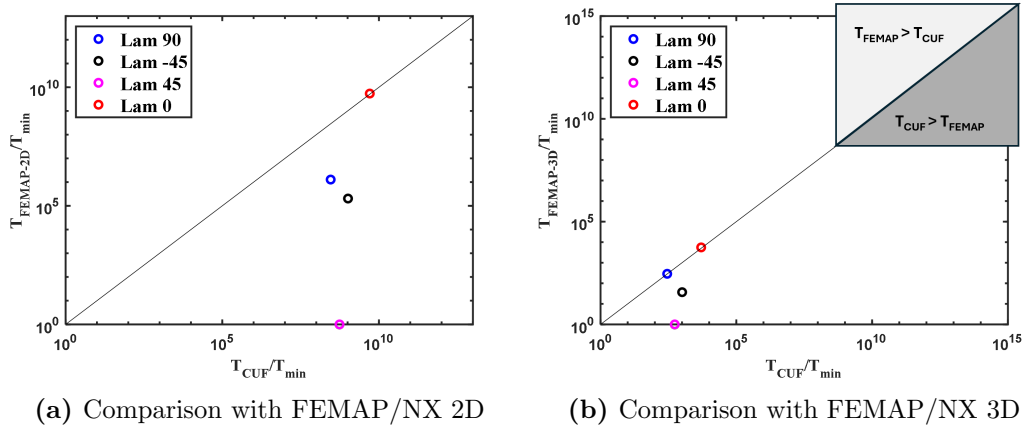 Lam 90
Lam -45
Lam 45
Lam 0
10^10
10^5
10^0
T_FEMAP-2D/T_min
10^0
10^5
10^10
T_CUF/T_min
(a) Comparison with FEMAP/NX 2D
Lam 90
Lam -45
Lam 45
Lam 0
T_FEMAP > T_CUF
T_CUF > T_FEMAP
10^15
10^10
10^5
10^0
T_FEMAP-3D/T_min
10^0
10^5
10^10
10^15
T_CUF/T_min
(b) Comparison with FEMAP/NX 3D